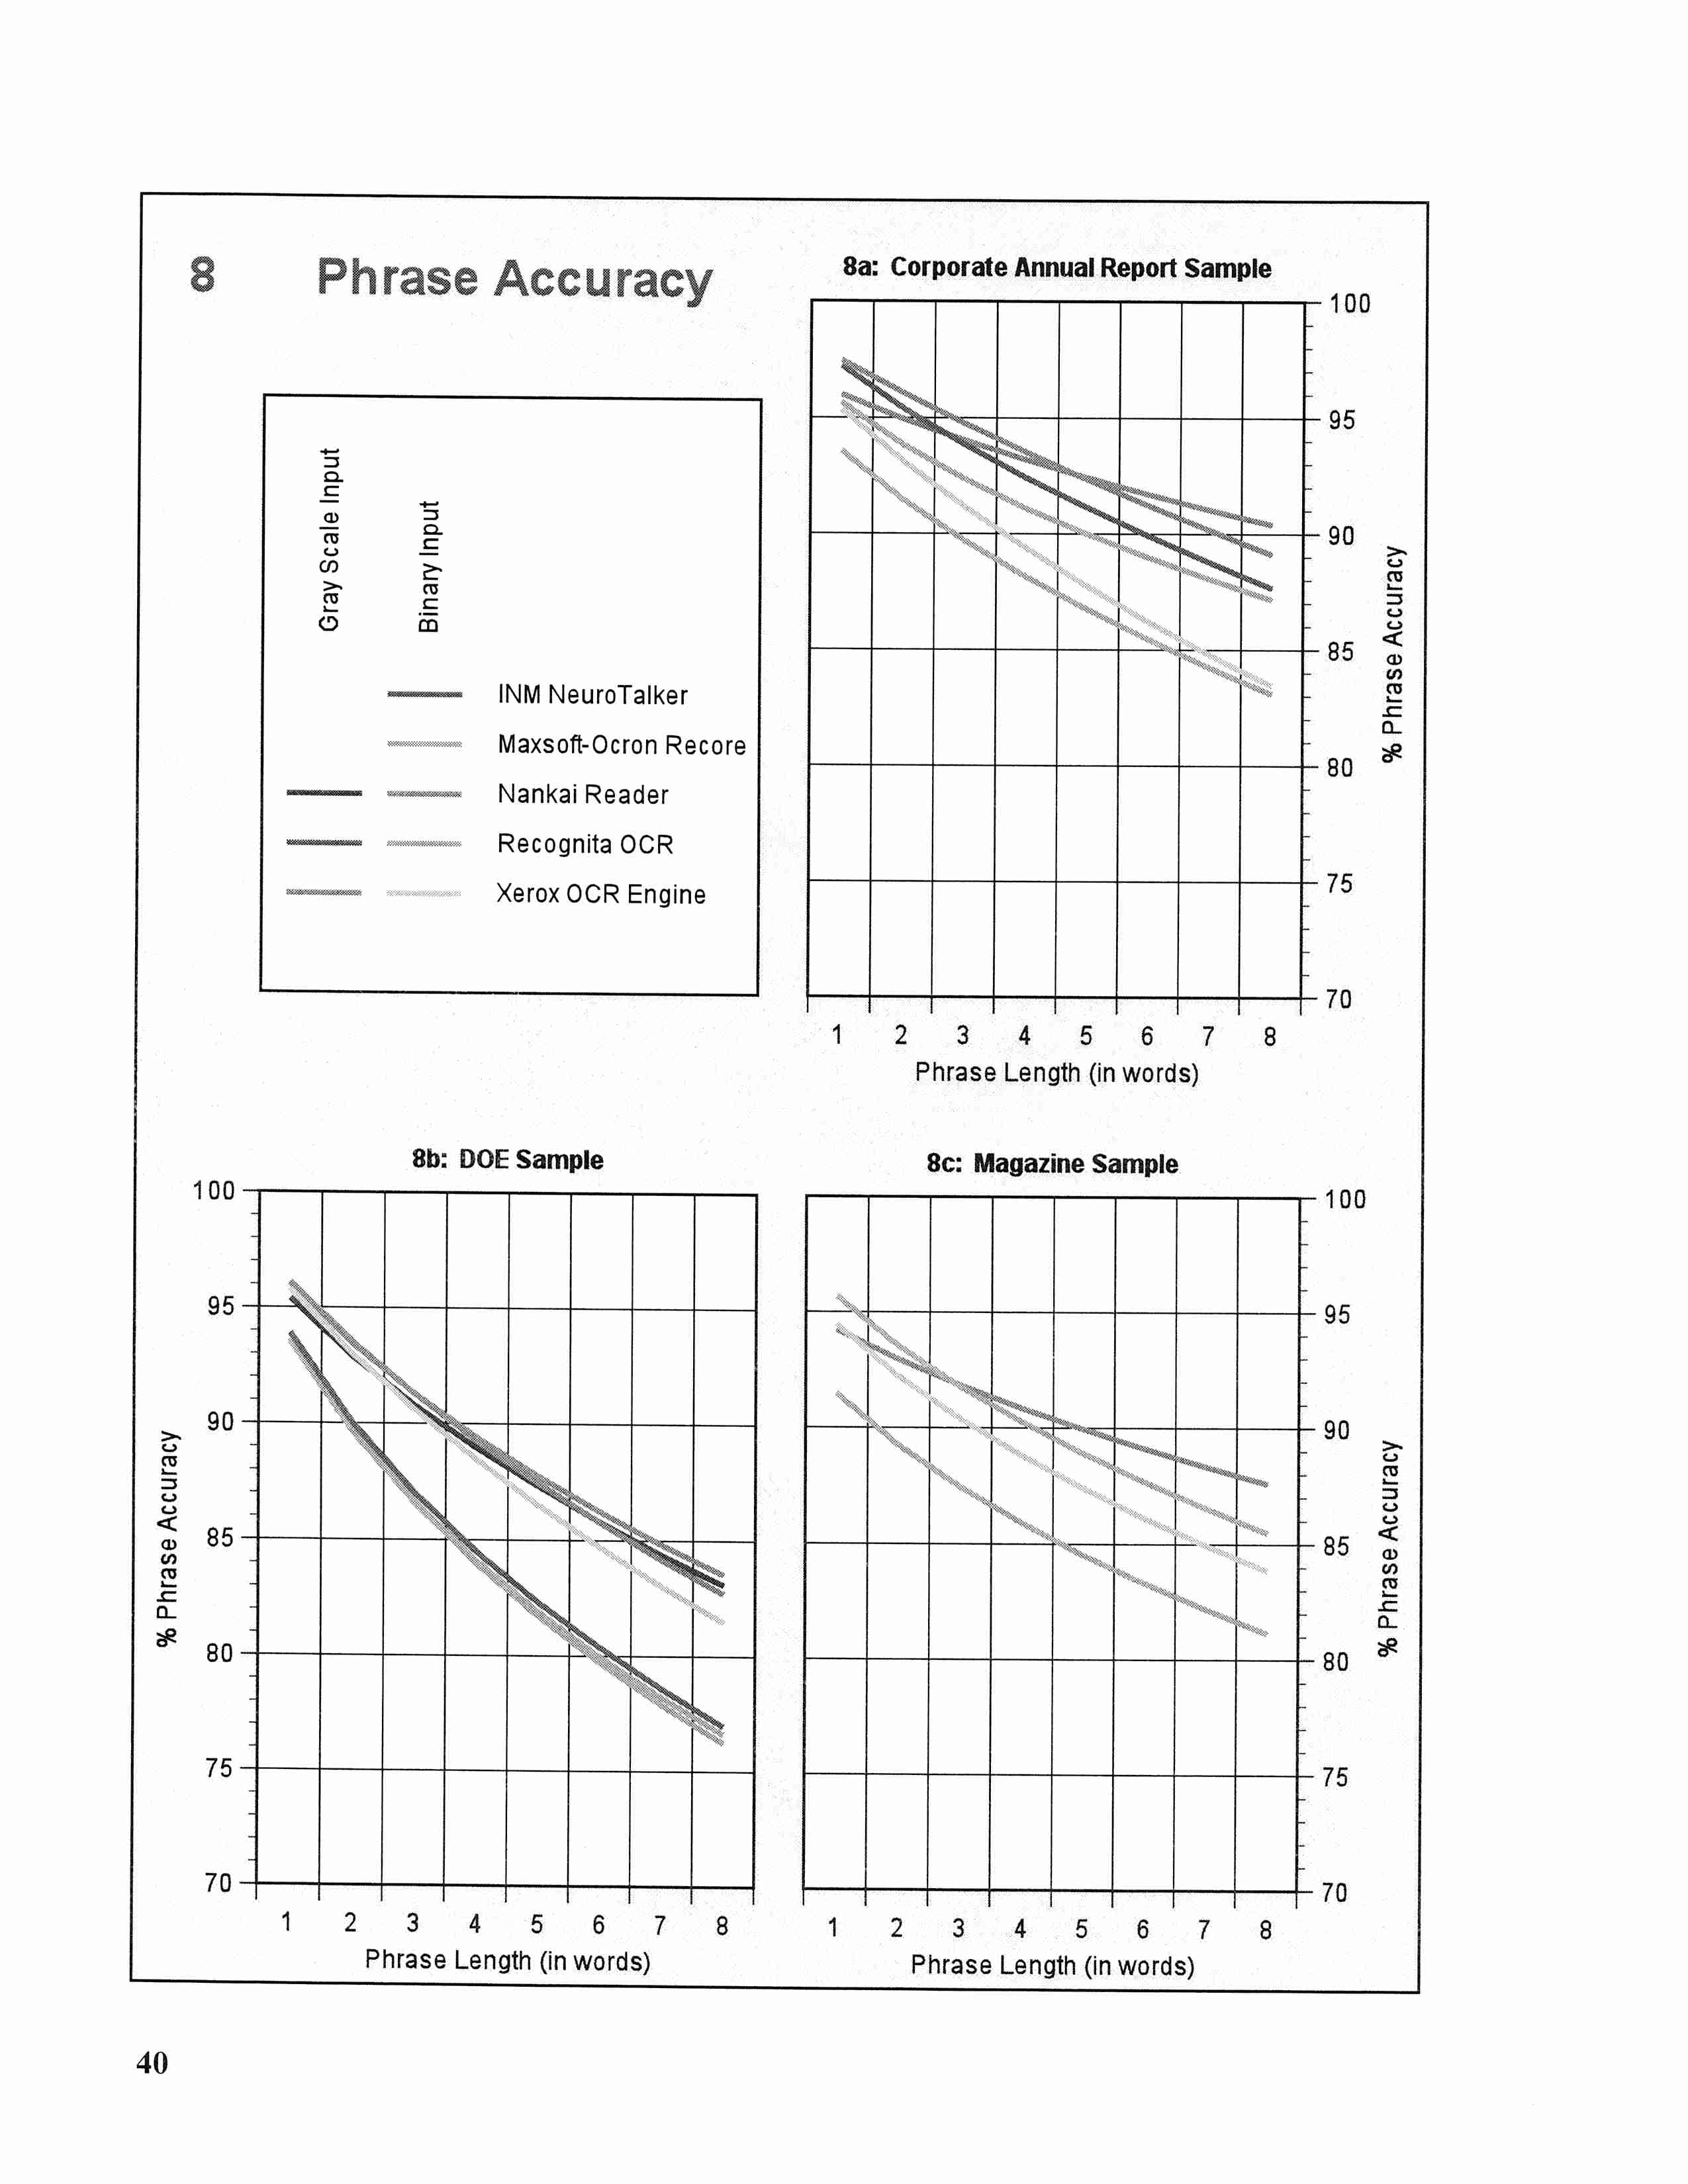 8 Phrase Accuracy
Gray Scale Input
Binary Input
INM NeuroTalker
Maxsoft-Ocron Recore
Nankai Reader
Recognita OCR
Xerox OCR Engine
8a: Corporate Annual Report Sample
100
95
90
85
80
75
70
% Phrase Accuracy
1 2 3 4 5 6 7 8
Phrase Length (in words)
8b: DOE Sample
100
95
90
85
80
75
70
% Phrase Accuracy
1 2 3 4 5 6 7 8
Phrase Length (in words)
8c: Magazine Sample
100
95
90
85
80
75
70
% Phrase Accuracy
1 2 3 4 5 6 7 8
Phrase Length (in words)
40